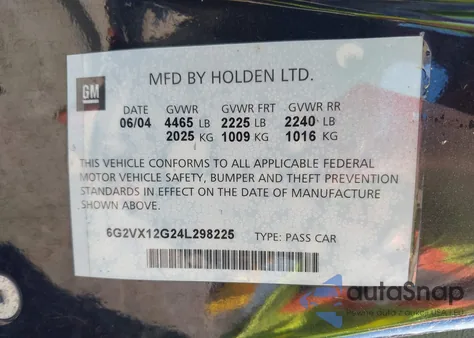 GM
MFD BY HOLDEN LTD.
DATE GVWR GVWR FRT GVWR RR
06/04 4465 LB 2225 LB 2240 LB
2025 KG 1009 KG 1016 KG
THIS VEHICLE CONFORMS TO ALL APPLICABLE FEDERAL
MOTOR VEHICLE SAFETY, BUMPER AND THEFT PREVENTION
STANDARDS IN EFFECT ON THE DATE OF MANUFACTURE
SHOWN ABOVE.
6G2VX12G24L298225 TYPE: PASS CAR
autoSnap